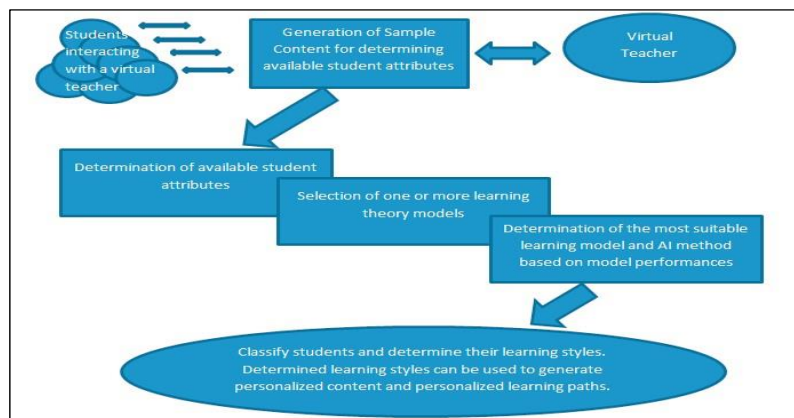 Students
interacting
with a virtual
teacher
Generation of Sample
Content for determining
available student attributes
Virtual
Teacher
Determination of available student
attributes
Selection of one or more learning
theory models
Determination of the most suitable
learning model and AI method
based on model performances
Classify students and determine their learning styles.
Determined learning styles can be used to generate
personalized content and personalized learning paths.